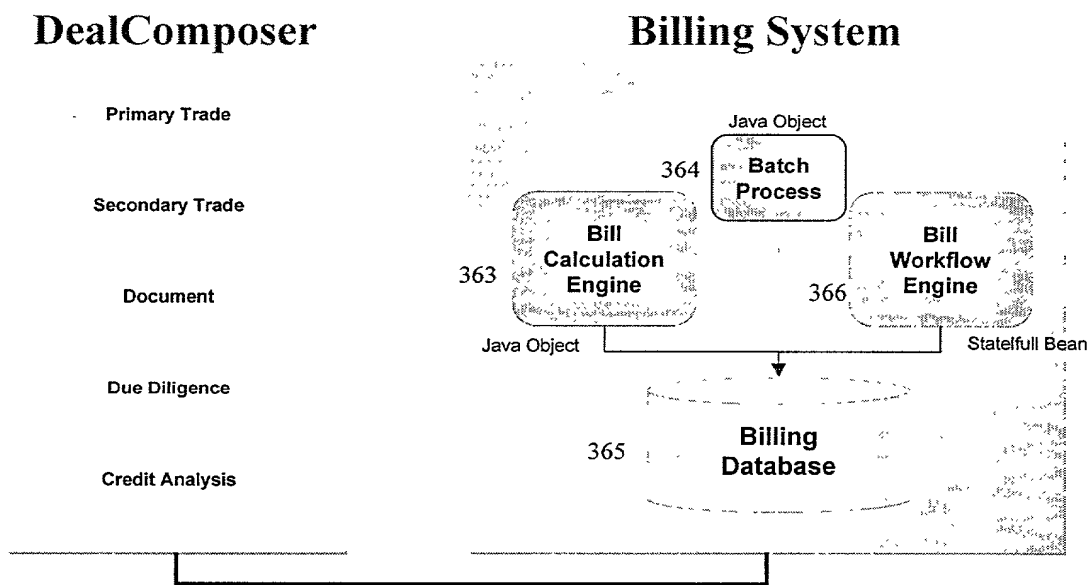 DealComposer
Billing System
Primary Trade
Secondary Trade
Document
Due Diligence
Credit Analysis
Java Object
364
Batch
Process
363
Bill
Calculation
Engine
Java Object
366
Bill
Workflow
Engine
Statelfull Bean
365
Billing
Database